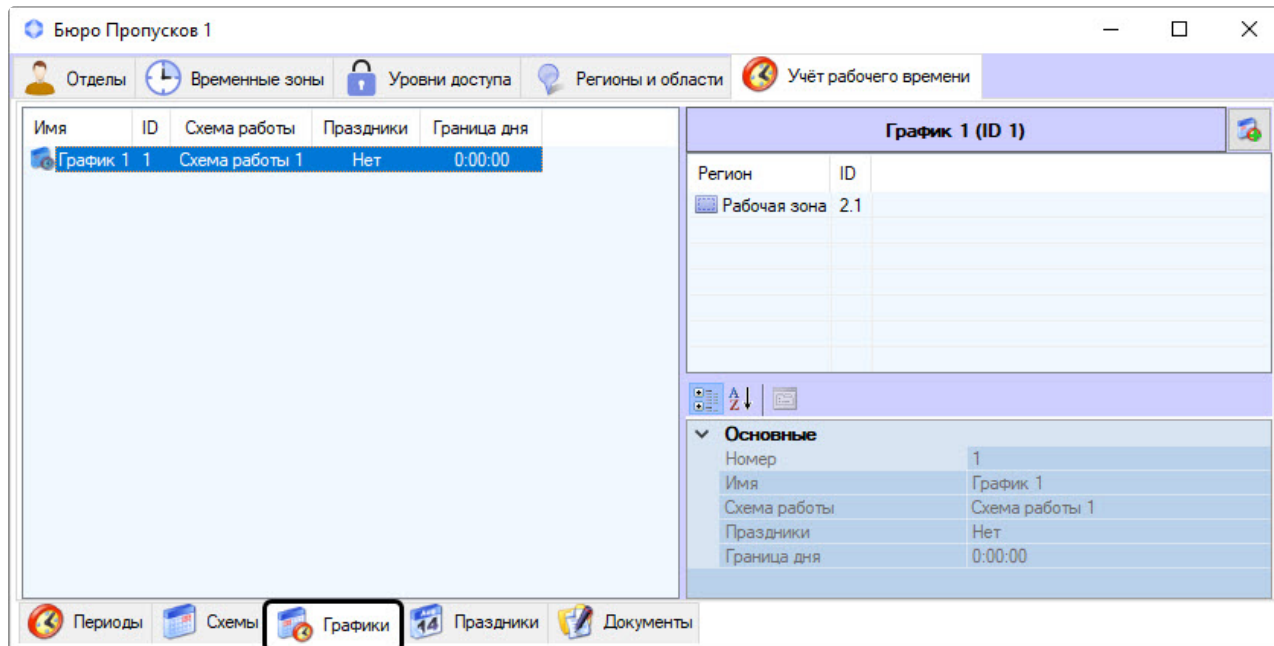 Бюро Пропусков 1
Отделы Временные зоны Уровни доступа Регионы и области Учёт рабочего времени
Имя ID Схема работы Праздники Граница дня
График 1 1 Схема работы 1 Нет 0:00:00
График 1 (ID 1)
Регион ID
Рабочая зона 2.1
Основные
Номер 1
Имя График 1
Схема работы Схема работы 1
Праздники Нет
Граница дня 0:00:00
Периоды Схемы Графики Праздники Документы